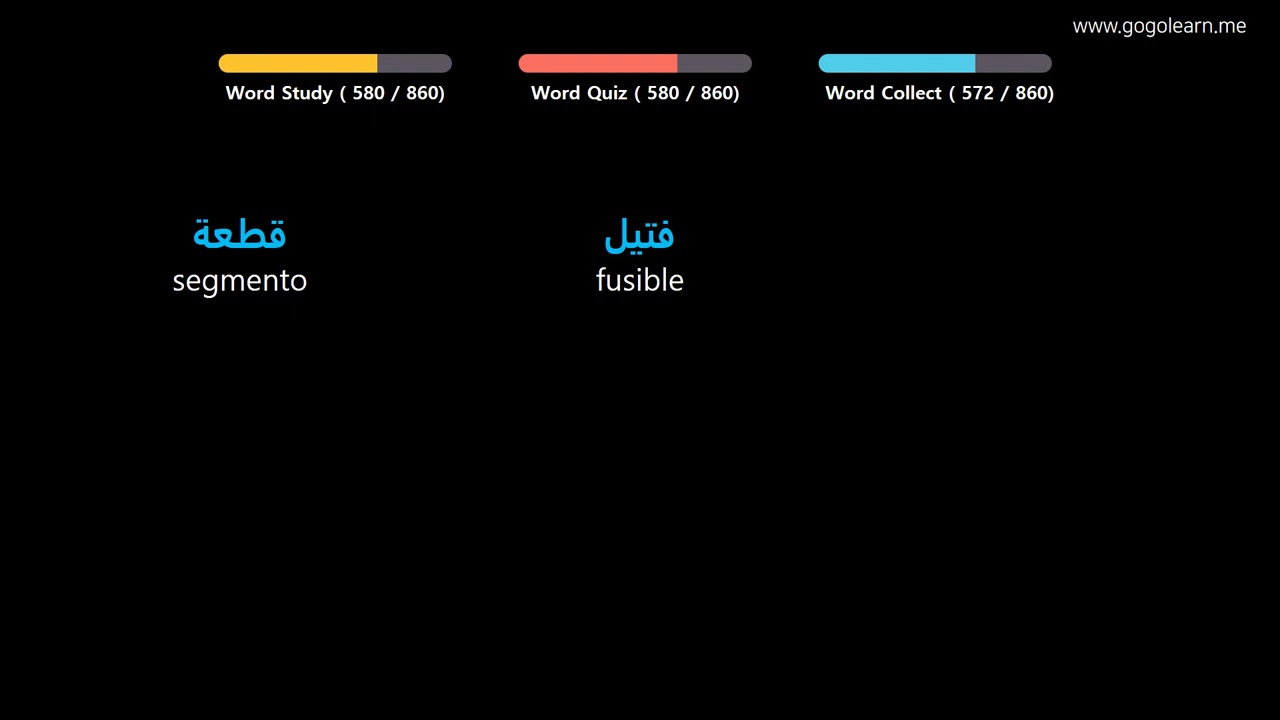 www.gogolearn.me
Word Study ( 580 / 860)
Word Quiz ( 580 / 860)
Word Collect ( 572 / 860)
قطعة
segmento
فتيل
fusible